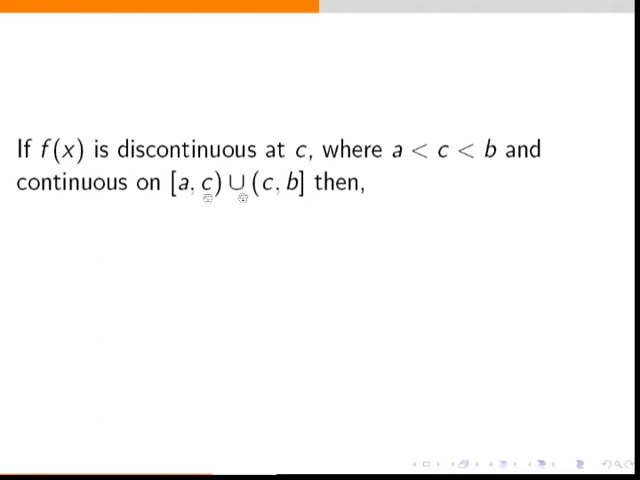 If f(x) is discontinuous at c, where a < c < b and
continuous on [a, c) ∪ (c, b] then,